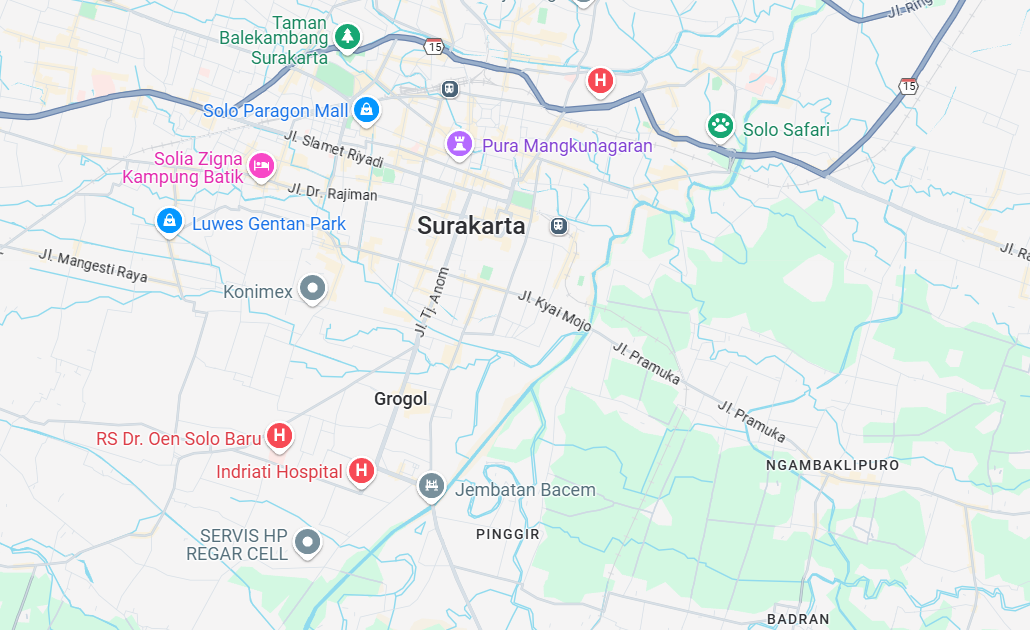 Taman
Balekambang
Surakarta
15
Jl. Ring
H
15
Solo Paragon Mall
Solo Safari
Jl. Slamet Riyadi
Pura Mangkunagaran
Solia Zigna
Kampung Batik
Jl. Dr. Rajiman
Luwes Gentan Park
Surakarta
Jl. Ra
Jl. Mangesti Raya
Konimex
Jl. Tj. Anom
Jl. Kyai Mojo
Jl. Pramuka
Grogol
Jl. Pramuka
RS Dr. Oen Solo Baru
H
NGAMBAKLIPURO
Indriati Hospital
H
Jembatan Bacem
SERVIS HP
REGAR CELL
PINGGIR
BADRAN